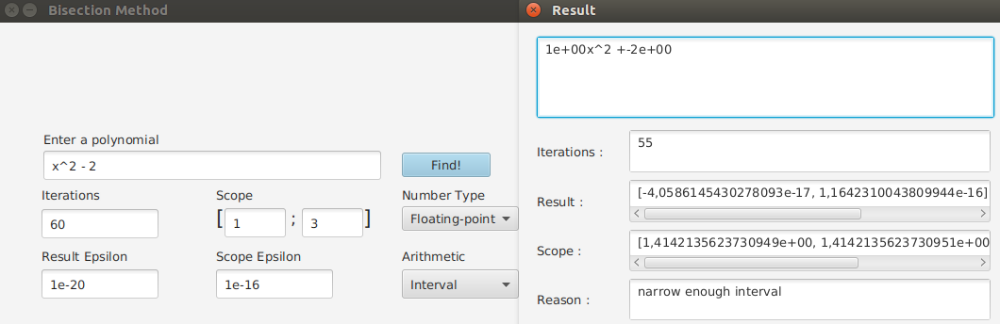 Bisection Method
Enter a polynomial
x^2 - 2
Find!
Iterations
Scope
Number Type
60
[ 1 ; 3 ]
Floating-point
Result Epsilon
Scope Epsilon
Arithmetic
1e-20
1e-16
Interval
Result
1e+00x^2 +-2e+00
Iterations :
55
Result :
[-4,0586145430278093e-17, 1,1642310043809944e-16]
Scope :
[1,4142135623730949e+00, 1,4142135623730951e+00
Reason :
narrow enough interval